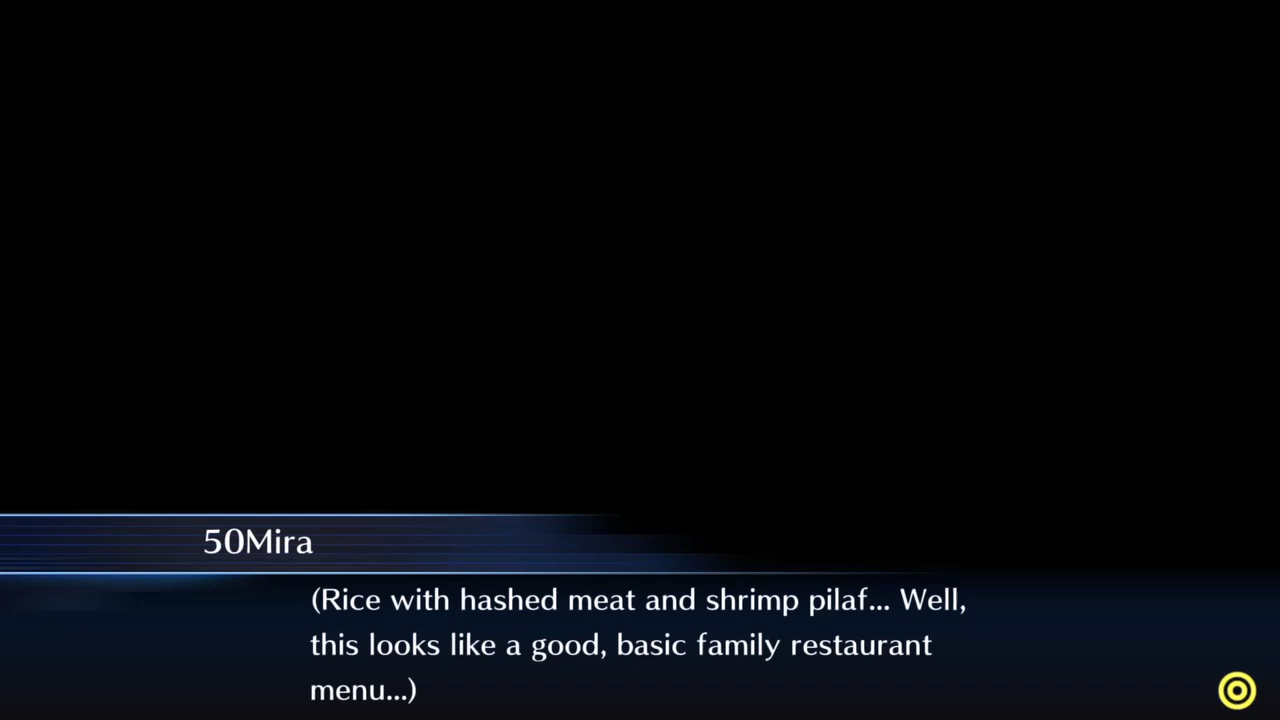 50Mira
(Rice with hashed meat and shrimp pilaf... Well,
this looks like a good, basic family restaurant
menu...)